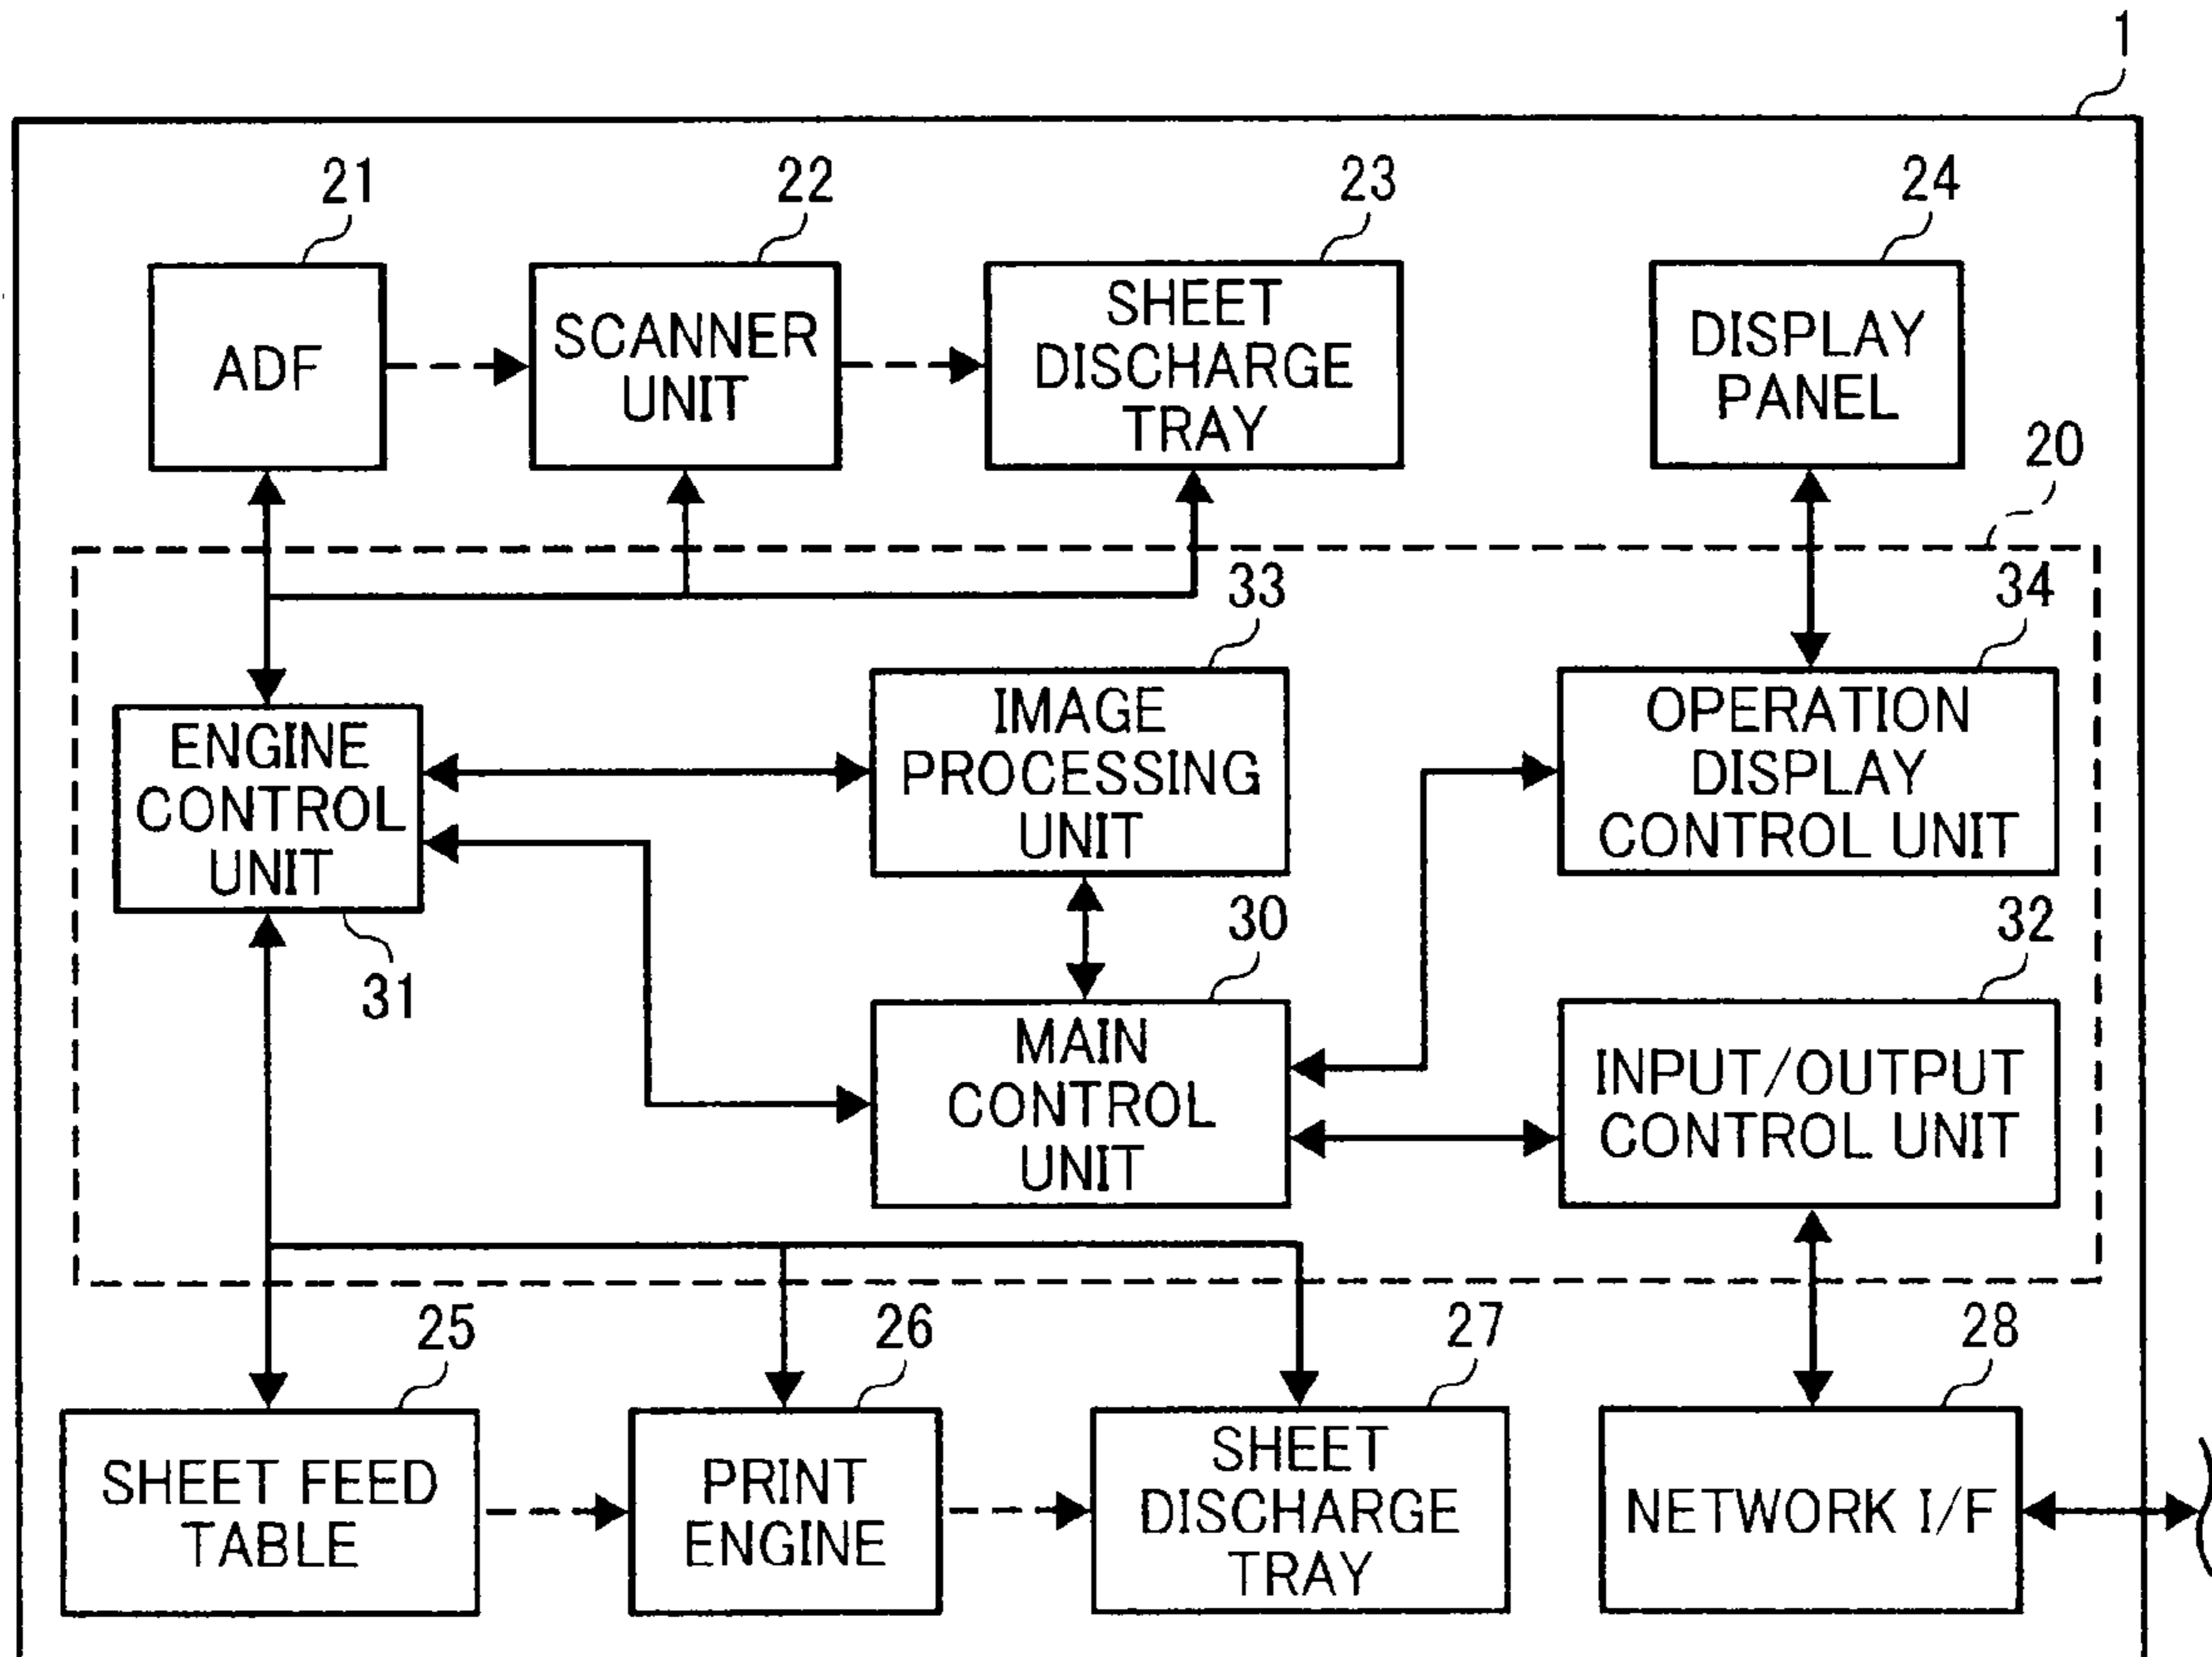 1
21
22
23
24
ADF
SCANNER
UNIT
SHEET
DISCHARGE
TRAY
DISPLAY
PANEL
20
33
34
ENGINE
CONTROL
UNIT
31
IMAGE
PROCESSING
UNIT
OPERATION
DISPLAY
CONTROL UNIT
30
32
MAIN
CONTROL
UNIT
INPUT/OUTPUT
CONTROL UNIT
25
26
27
28
SHEET FEED
TABLE
PRINT
ENGINE
SHEET
DISCHARGE
TRAY
NETWORK I/F